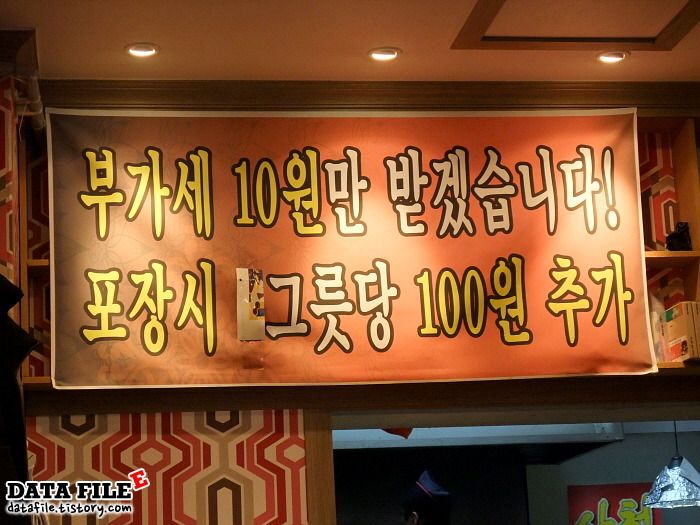 부가세 10원만 받겠습니다!
포장시 그릇당 100원 추가
DATA FILE E
datafile.tistory.com